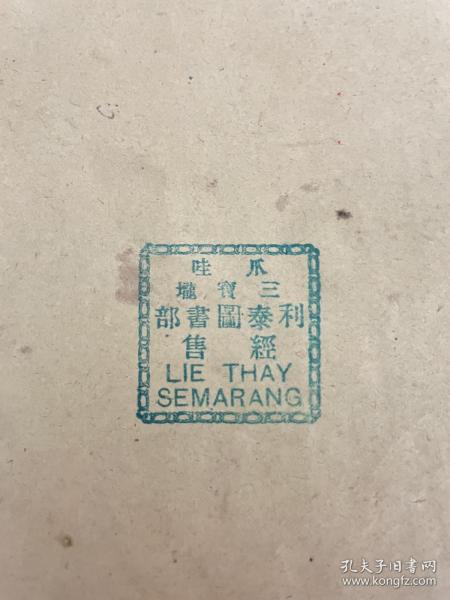 爪哇
三寶壠
利泰圖書部
經售
LIE THAY
SEMARANG
孔夫子旧书网
www.kongfz.com